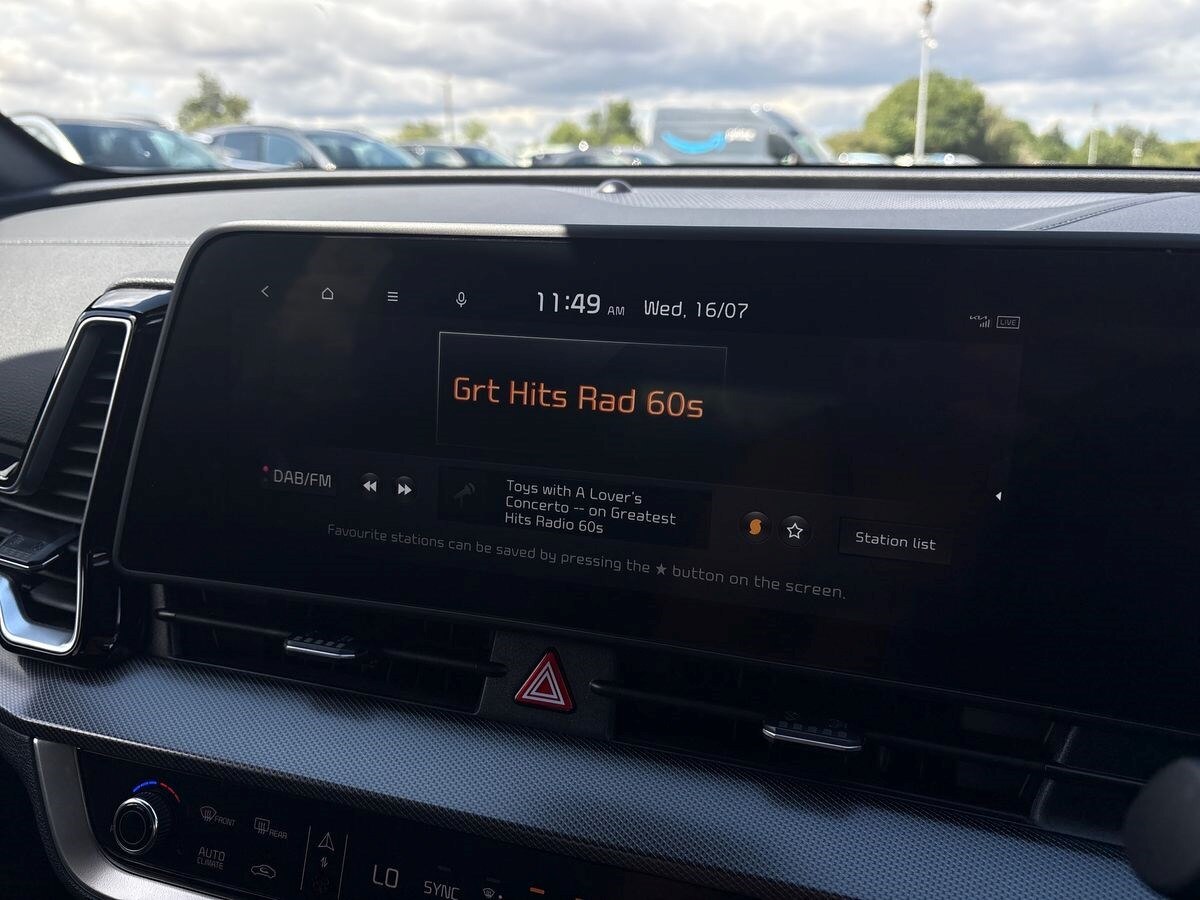 11:49 AM Wed, 16/07
KIA LIVE
Grt Hits Rad 60s
DAB/FM
Toys with A Lover's
Concerto -- on Greatest
Hits Radio 60s
Station list
Favourite stations can be saved by pressing the ★ button on the screen.
FRONT
REAR
AUTO
CLIMATE
LO
SYNC